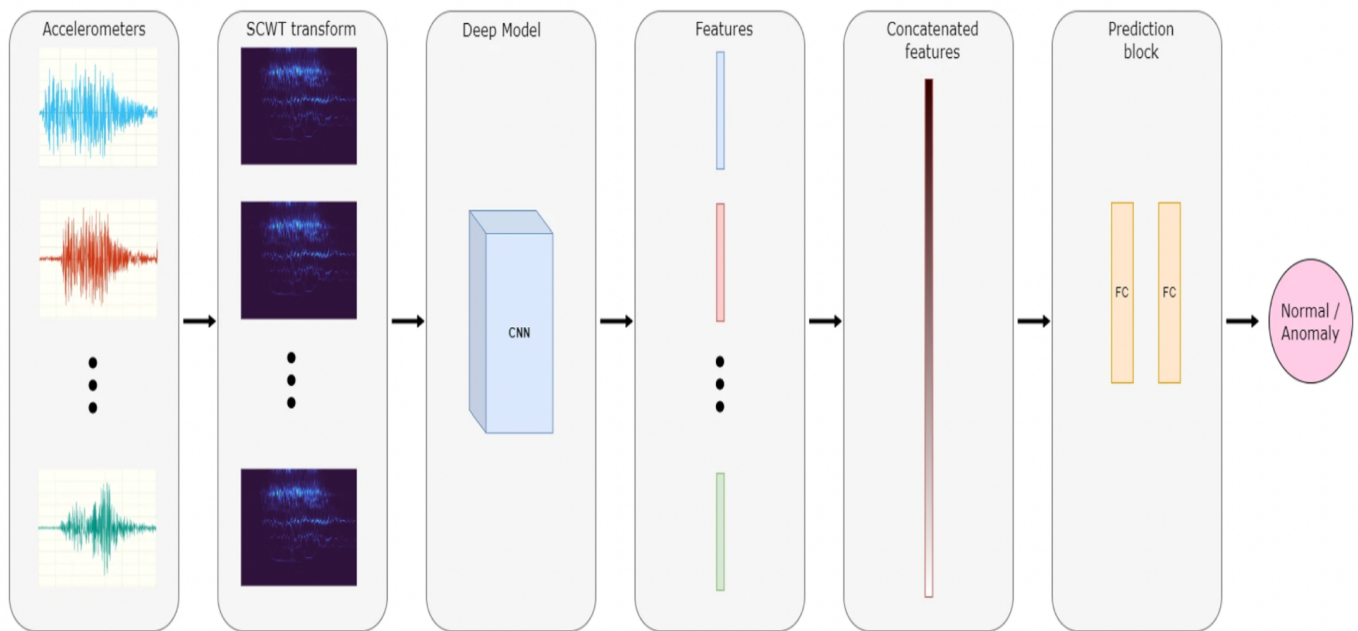 Accelerometers
SCWT transform
Deep Model
Features
Concatenated
features
Prediction
block
CNN
FC
FC
Normal /
Anomaly